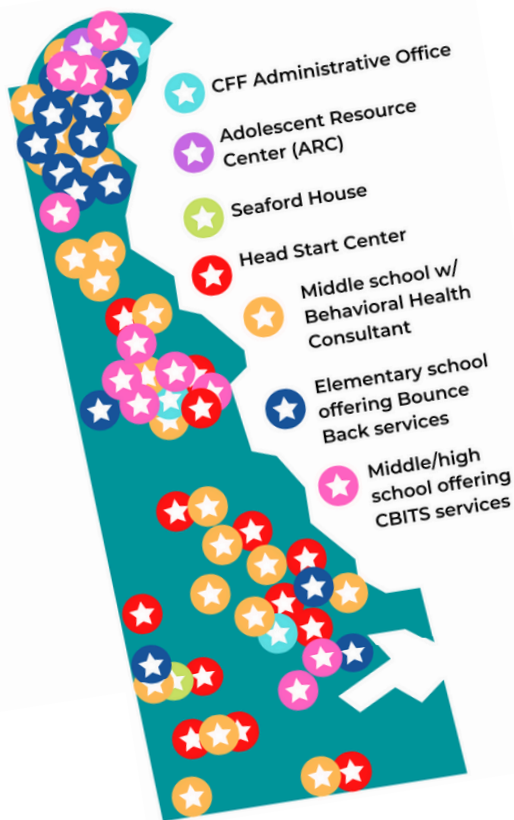 CFF Administrative Office
Adolescent Resource
Center (ARC)
Seaford House
Head Start Center
Middle school w/
Behavioral Health
Consultant
Elementary school
offering Bounce
Back services
Middle/high
school offering
CBITS services